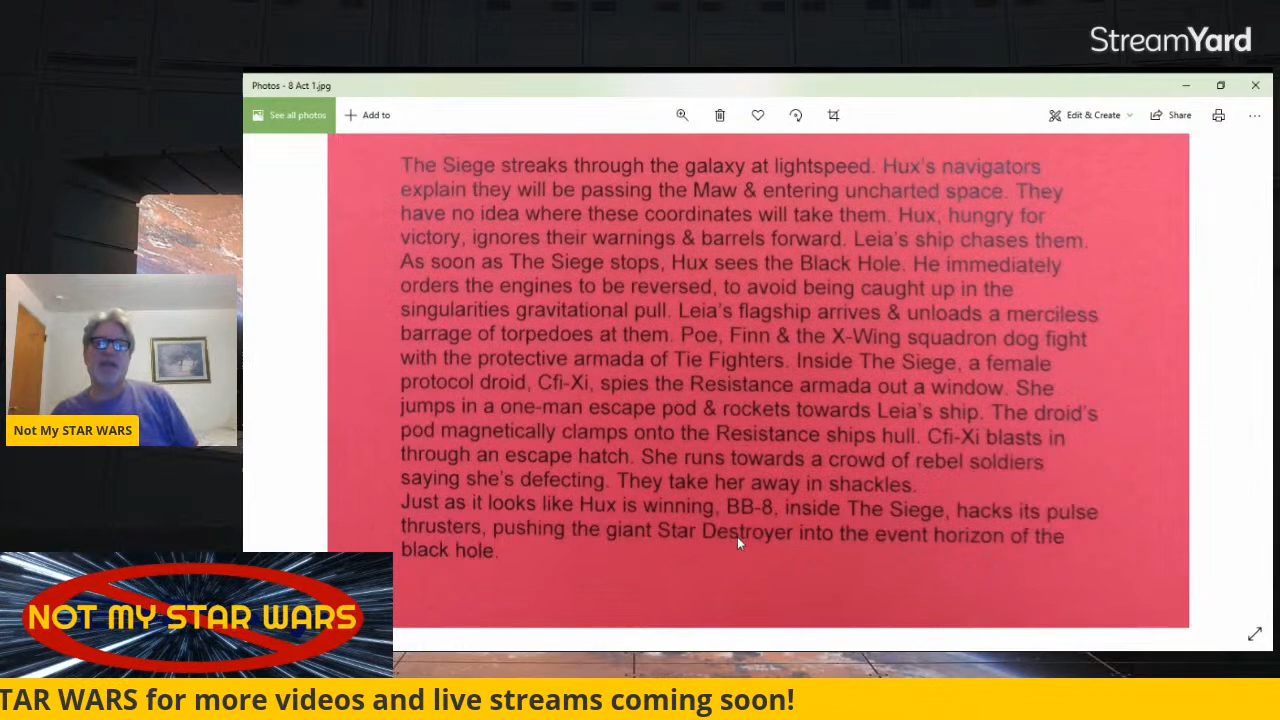 StreamYard
Photos - 8 Act 1.jpg
See all photos
Add to
Edit & Create
Share
The Siege streaks through the galaxy at lightspeed. Hux's navigators
explain they will be passing the Maw & entering uncharted space. They
have no idea where these coordinates will take them. Hux, hungry for
victory, ignores their warnings & barrels forward. Leia's ship chases them.
As soon as The Siege stops, Hux sees the Black Hole. He immediately
orders the engines to be reversed, to avoid being caught up in the
singularities gravitational pull. Leia's flagship arrives & unloads a merciless
barrage of torpedoes at them. Poe, Finn & the X-Wing squadron dog fight
with the protective armada of Tie Fighters. Inside The Siege, a female
protocol droid, Cfi-Xi, spies the Resistance armada out a window. She
jumps in a one-man escape pod & rockets towards Leia's ship. The droid's
pod magnetically clamps onto the Resistance ships hull. Cfi-Xi blasts in
through an escape hatch. She runs towards a crowd of rebel soldiers
saying she's defecting. They take her away in shackles.
Just as it looks like Hux is winning, BB-8, inside The Siege, hacks its pulse
thrusters, pushing the giant Star Destroyer into the event horizon of the
black hole.
Not My STAR WARS
NOT MY STAR WARS
TAR WARS for more videos and live streams coming soon!